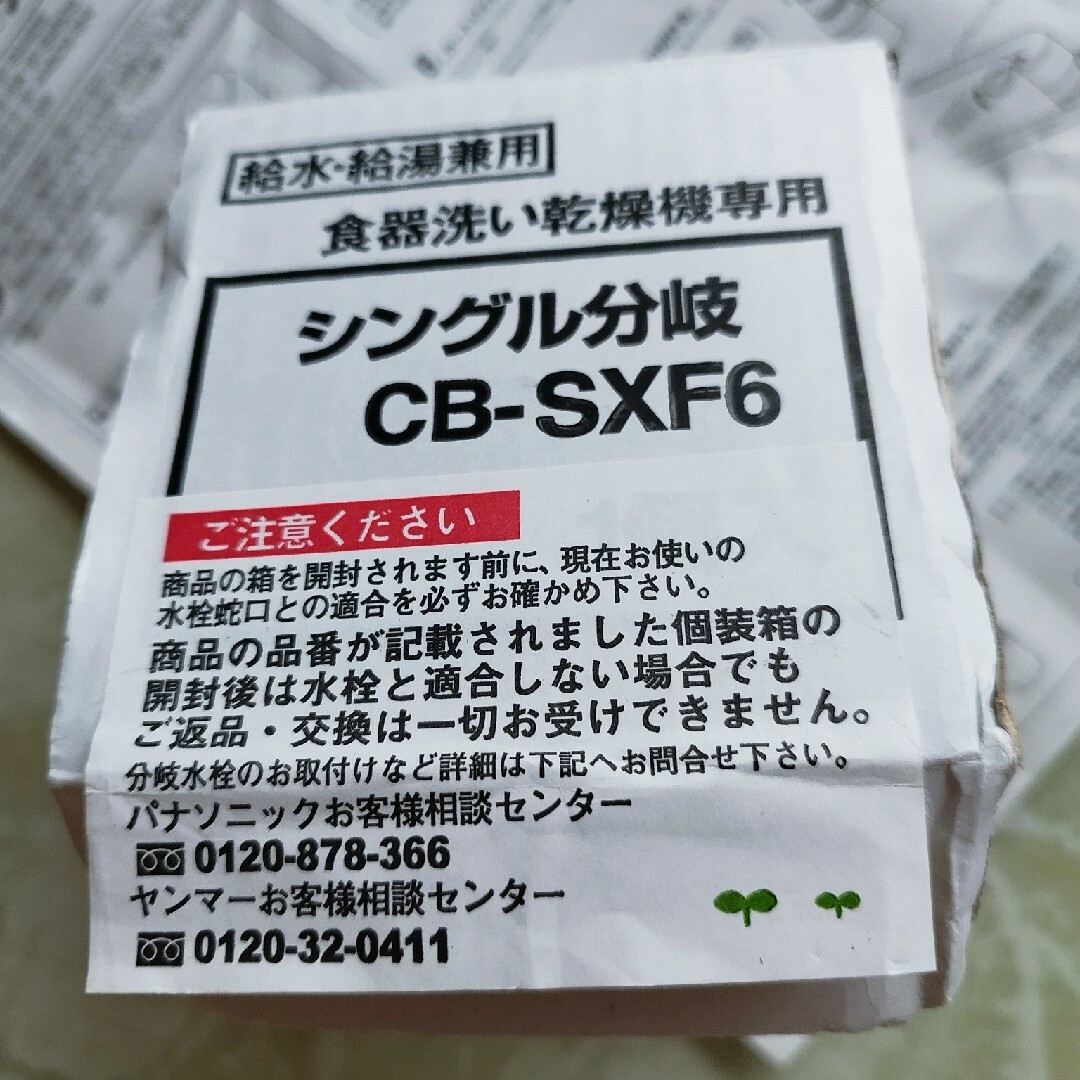 給水・給湯兼用
食器洗い乾燥機専用
シングル分岐
CB-SXF6
ご注意ください
商品の箱を開封されます前に、現在お使いの
水栓蛇口との適合を必ずお確かめ下さい。
商品の品番が記載されました個装箱の
開封後は水栓と適合しない場合でも
ご返品・交換は一切お受けできません。
分岐水栓のお取付けなど詳細は下記へお問合せ下さい。
パナソニックお客様相談センター
0120-878-366
ヤンマーお客様相談センター
0120-32-0411